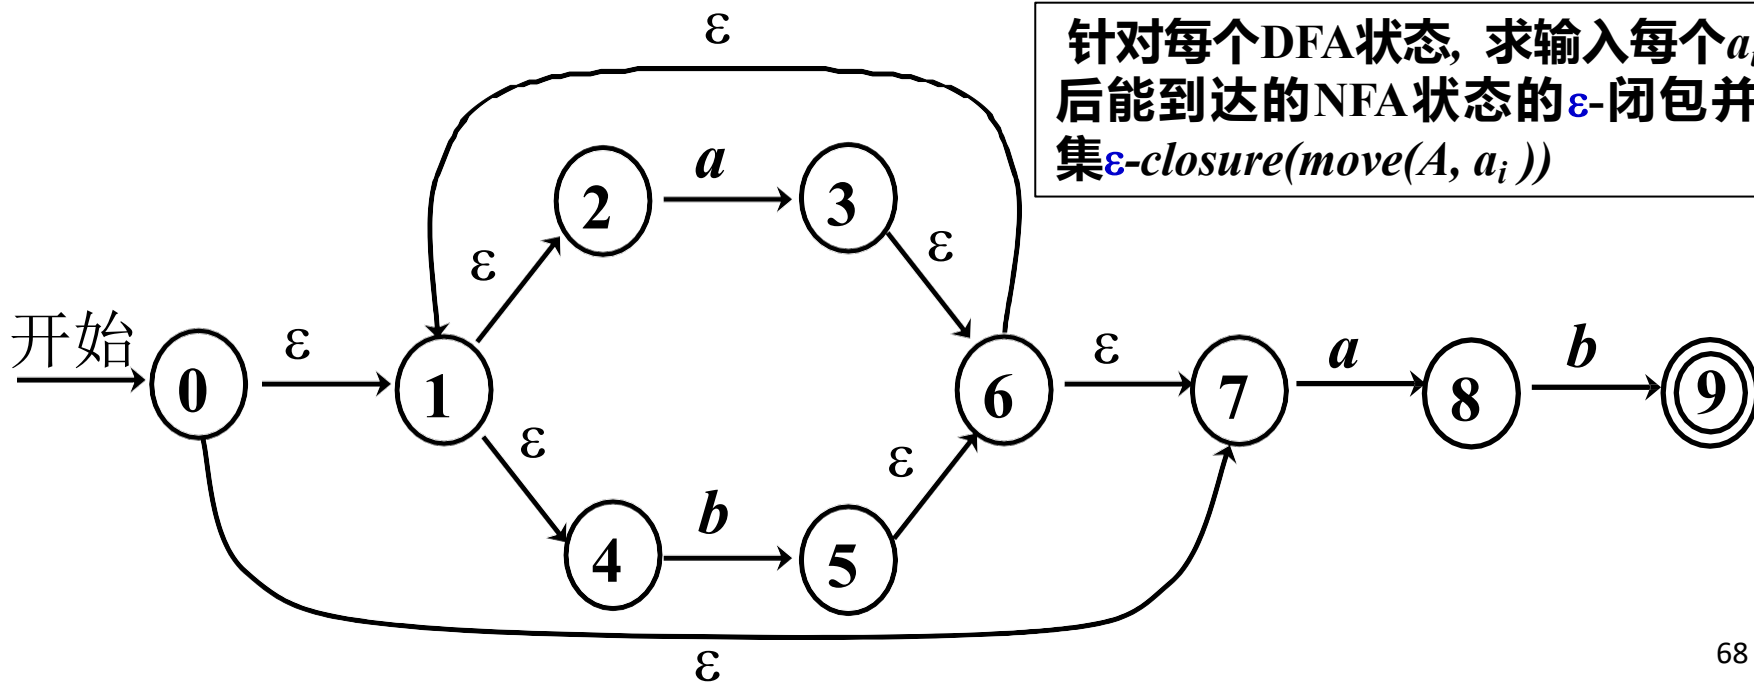 ε
针对每个DFA状态, 求输入每个aᵢ
后能到达的NFA状态的ε-闭包并
集ε-closure(move(A, aᵢ ))
2
a
3
ε
ε
开始
0
ε
1
6
ε
7
a
8
b
9
ε
ε
4
b
5
ε
68